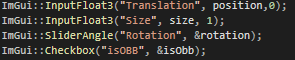 ImGui::InputFloat3("Translation", position,0);
ImGui::InputFloat3("Size", size, 1);
ImGui::SliderAngle("Rotation", &rotation);
ImGui::Checkbox("isOBB", &isObb);